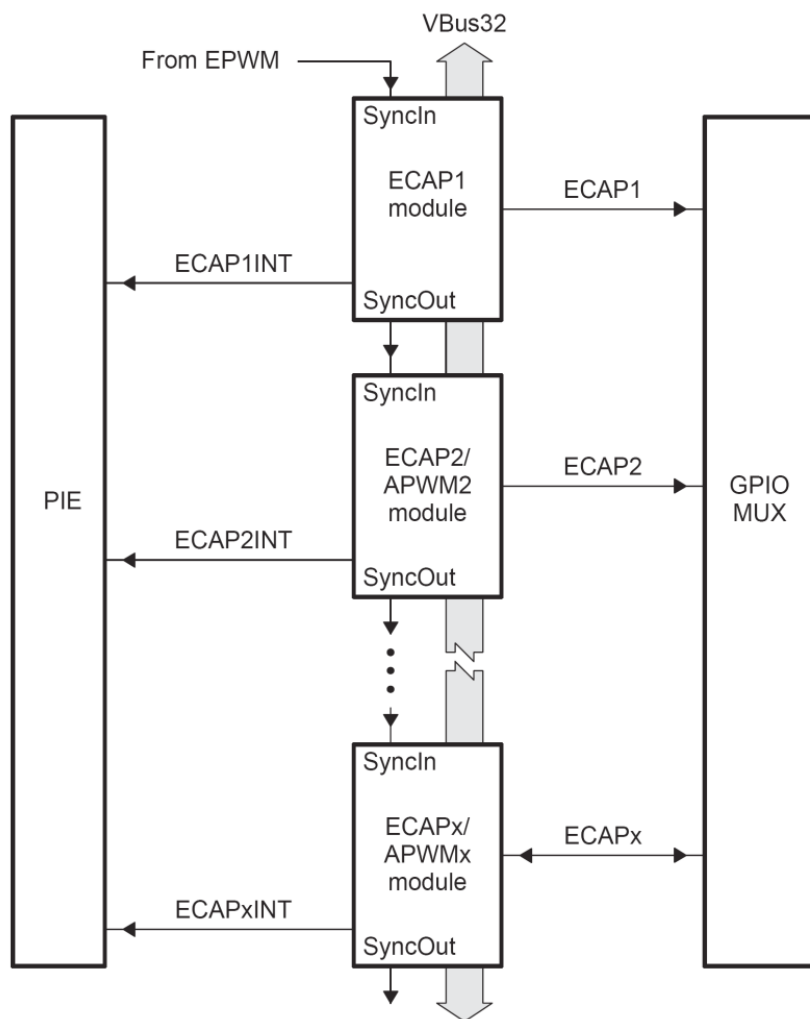 VBus32
From EPWM
SyncIn
ECAP1
module
ECAP1
ECAP1INT
SyncOut
SyncIn
ECAP2/
APWM2
module
ECAP2
PIE
GPIO
MUX
ECAP2INT
SyncOut
SyncIn
ECAPx/
APWMx
module
ECAPx
ECAPxINT
SyncOut